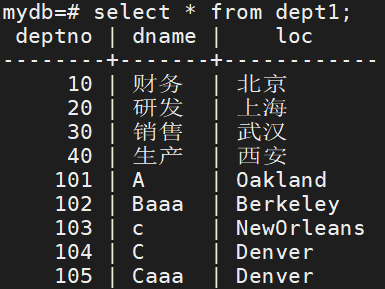 mydb=# select * from dept1;
 deptno | dname |    loc
--------+-------+------------
     10 | 财务  | 北京
     20 | 研发  | 上海
     30 | 销售  | 武汉
     40 | 生产  | 西安
    101 | A     | Oakland
    102 | Baaa  | Berkeley
    103 | c     | NewOrleans
    104 | C     | Denver
    105 | Caaa  | Denver